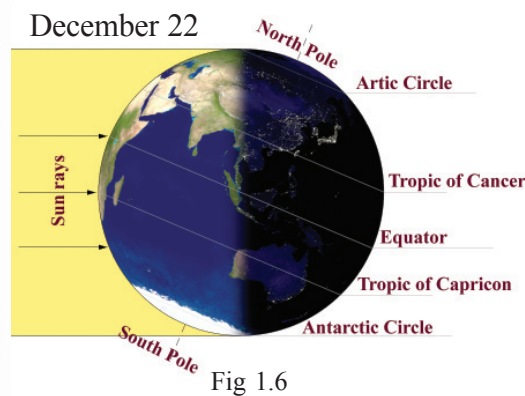 December 22
North Pole
Artic Circle
Sun rays
Tropic of Cancer
Equator
Tropic of Capricon
Antarctic Circle
South Pole
Fig 1.6